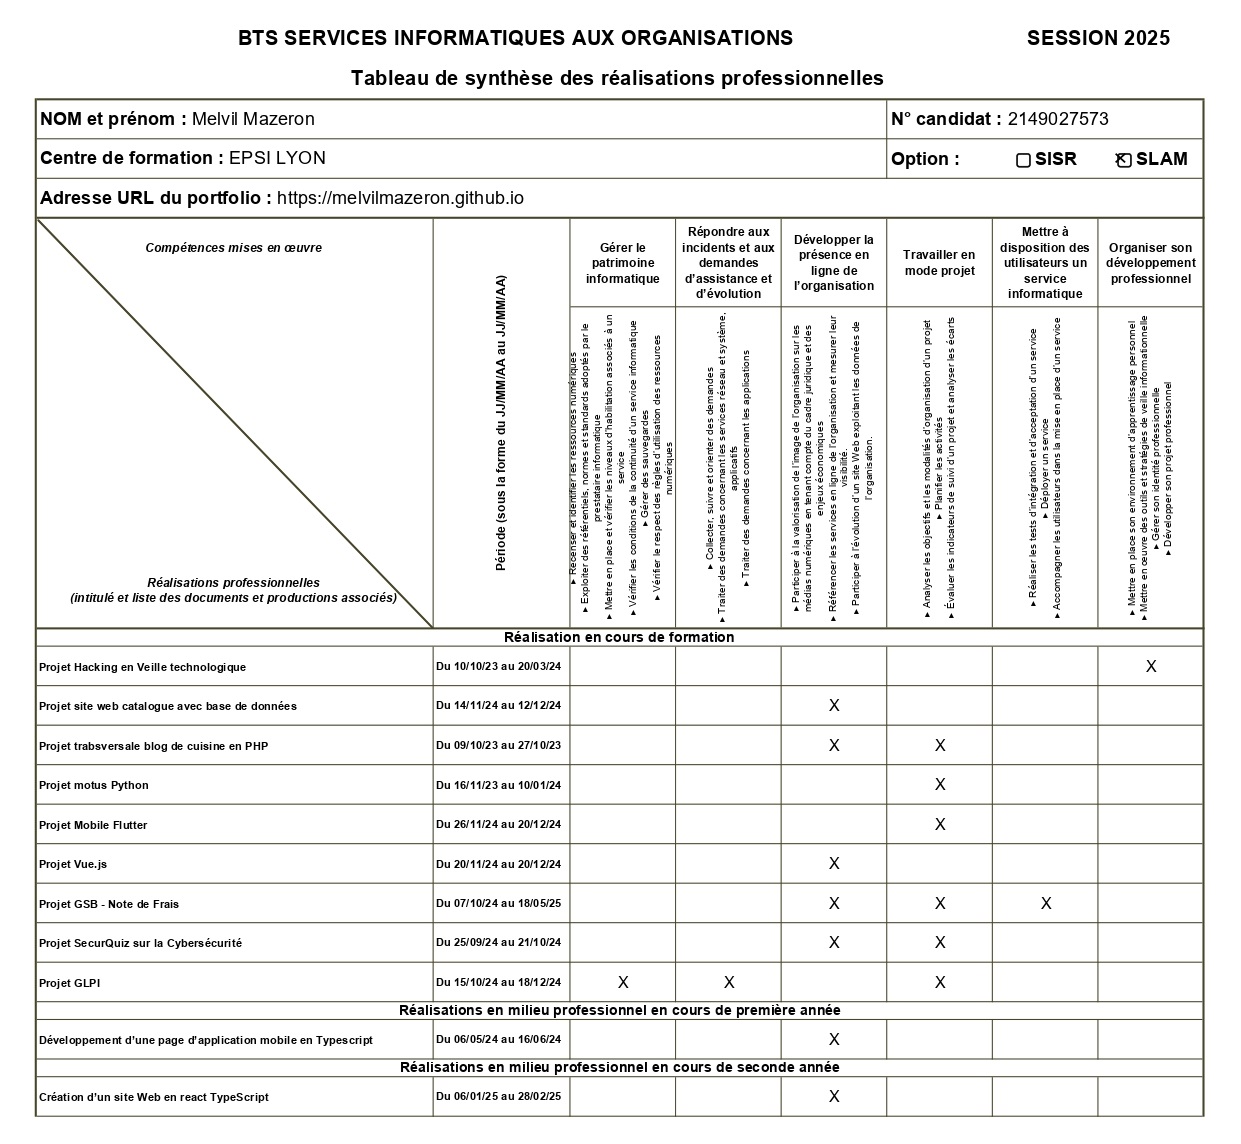 BTS SERVICES INFORMATIQUES AUX ORGANISATIONS SESSION 2025
Tableau de synthèse des réalisations professionnelles
NOM et prénom : Melvil Mazeron N° candidat : 2149027573
Centre de formation : EPSI LYON Option : SISR SLAM
Adresse URL du portfolio : https://melvilmazeron.github.io
Compétences mises en œuvre
Réalisations professionnelles
(intitulé et liste des documents et productions associés)
Période (sous la forme du JJ/MM/AA au JJ/MM/AA)
Gérer le
patrimoine
informatique
Répondre aux
incidents et aux
demandes
d'assistance et
d'évolution
Développer la
présence en
ligne de
l'organisation
Travailler en
mode projet
Mettre à
disposition des
utilisateurs un
service
informatique
Organiser son
développement
professionnel
► Recenser et identifier les ressources numériques
► Exploiter des référentiels, normes et standards adoptés par le
prestataire informatique
► Mettre en place et vérifier les niveaux d'habilitation associés à un
service
► Vérifier les conditions de la continuité d'un service informatique
► Gérer des sauvegardes
► Vérifier le respect des règles d'utilisation des ressources
numériques
► Collecter, suivre et orienter des demandes
► Traiter des demandes concernant les services réseau et système,
applicatifs
► Traiter des demandes concernant les applications
► Participer à la valorisation de l'image de l'organisation sur les
médias numériques en tenant compte du cadre juridique et des
enjeux économiques
► Référencer les services en ligne de l'organisation et mesurer leur
visibilité.
► Participer à l'évolution d'un site Web exploitant les données de
l'organisation.
► Analyser les objectifs et les modalités d'organisation d'un projet
► Planifier les activités
► Évaluer les indicateurs de suivi d'un projet et analyser les écarts
► Réaliser les tests d'intégration et d'acceptation d'un service
► Déployer un service
► Accompagner les utilisateurs dans la mise en place d'un service
► Mettre en place son environnement d'apprentissage personnel
► Mettre en œuvre des outils et stratégies de veille informationnelle
► Gérer son identité professionnelle
► Développer son projet professionnel
Réalisation en cours de formation
Projet Hacking en Veille technologique Du 10/10/23 au 20/03/24 X
Projet site web catalogue avec base de données Du 14/11/24 au 12/12/24 X
Projet trabsversale blog de cuisine en PHP Du 09/10/23 au 27/10/23 X X
Projet motus Python Du 16/11/23 au 10/01/24 X
Projet Mobile Flutter Du 26/11/24 au 20/12/24 X
Projet Vue.js Du 20/11/24 au 20/12/24 X
Projet GSB - Note de Frais Du 07/10/24 au 18/05/25 X X X
Projet SecurQuiz sur la Cybersécurité Du 25/09/24 au 21/10/24 X X
Projet GLPI Du 15/10/24 au 18/12/24 X X X
Réalisations en milieu professionnel en cours de première année
Développement d'une page d'application mobile en Typescript Du 06/05/24 au 16/06/24 X
Réalisations en milieu professionnel en cours de seconde année
Création d'un site Web en react TypeScript Du 06/01/25 au 28/02/25 X